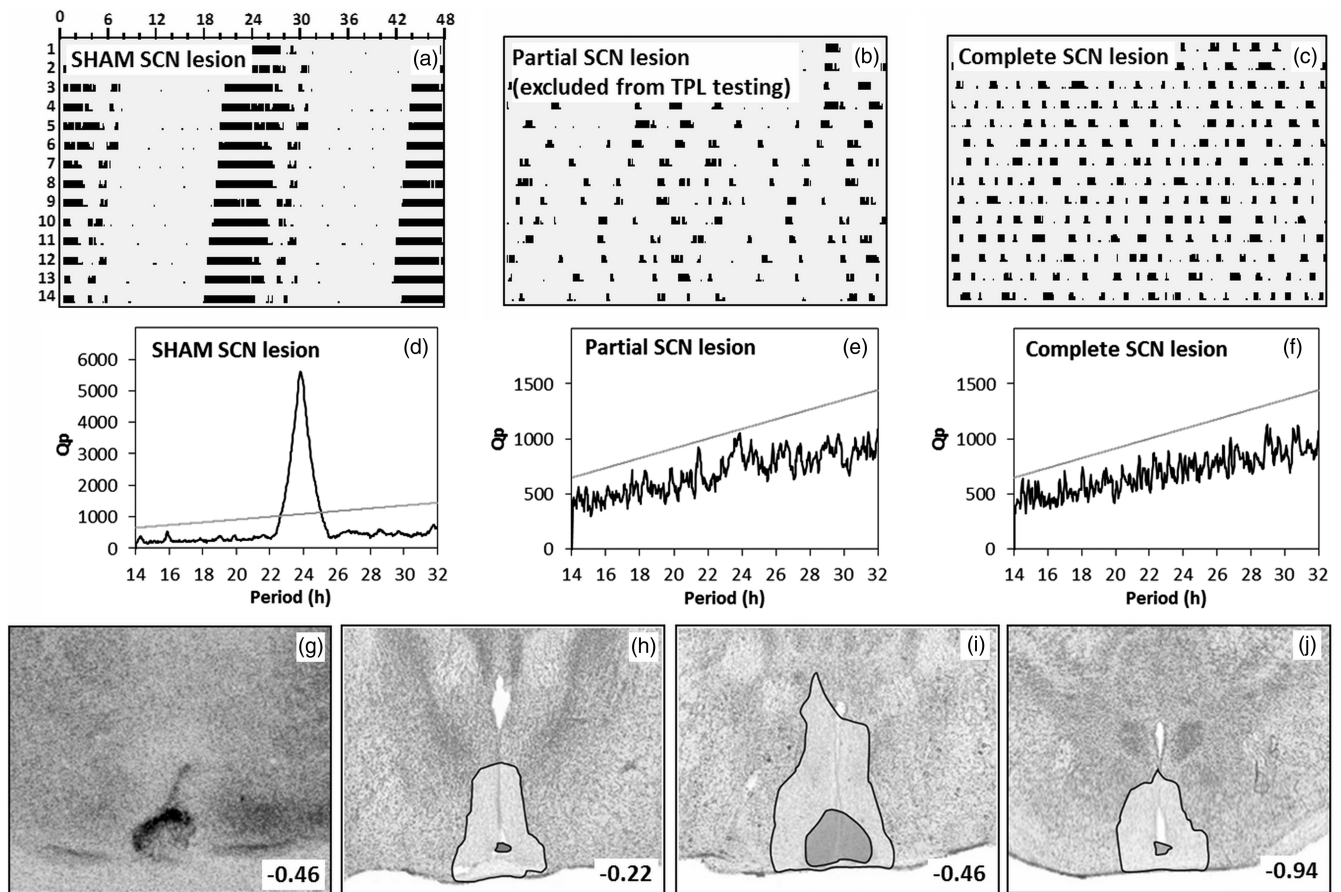 0 6 12 18 24 30 36 42 48
1
2
3
4
5
6
7
8
9
10
11
12
13
14
SHAM SCN lesion (a)
Partial SCN lesion (b)
(excluded from TPL testing)
Complete SCN lesion (c)
SHAM SCN lesion (d)
6000
5000
4000
3000
2000
1000
0
Qp
14 16 18 20 22 24 26 28 30 32
Period (h)
Partial SCN lesion (e)
1500
1000
500
0
Qp
14 16 18 20 22 24 26 28 30 32
Period (h)
Complete SCN lesion (f)
1500
1000
500
0
Qp
14 16 18 20 22 24 26 28 30 32
Period (h)
(g)
-0.46
(h)
-0.22
(i)
-0.46
(j)
-0.94